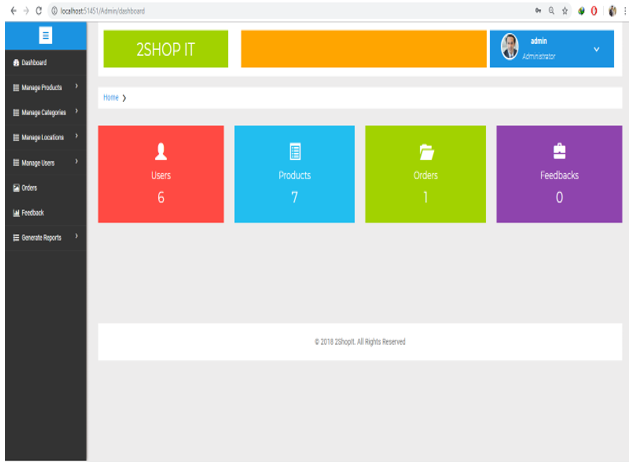 localhost:51451/Admin/dashboard
2SHOP IT
admin
Administrator
Dashboard
Manage Products
Manage Categories
Manage Locations
Manage Users
Orders
Feedback
Generate Reports
Home
Users
6
Products
7
Orders
1
Feedbacks
0
© 2018 2ShopIt. All Rights Reserved